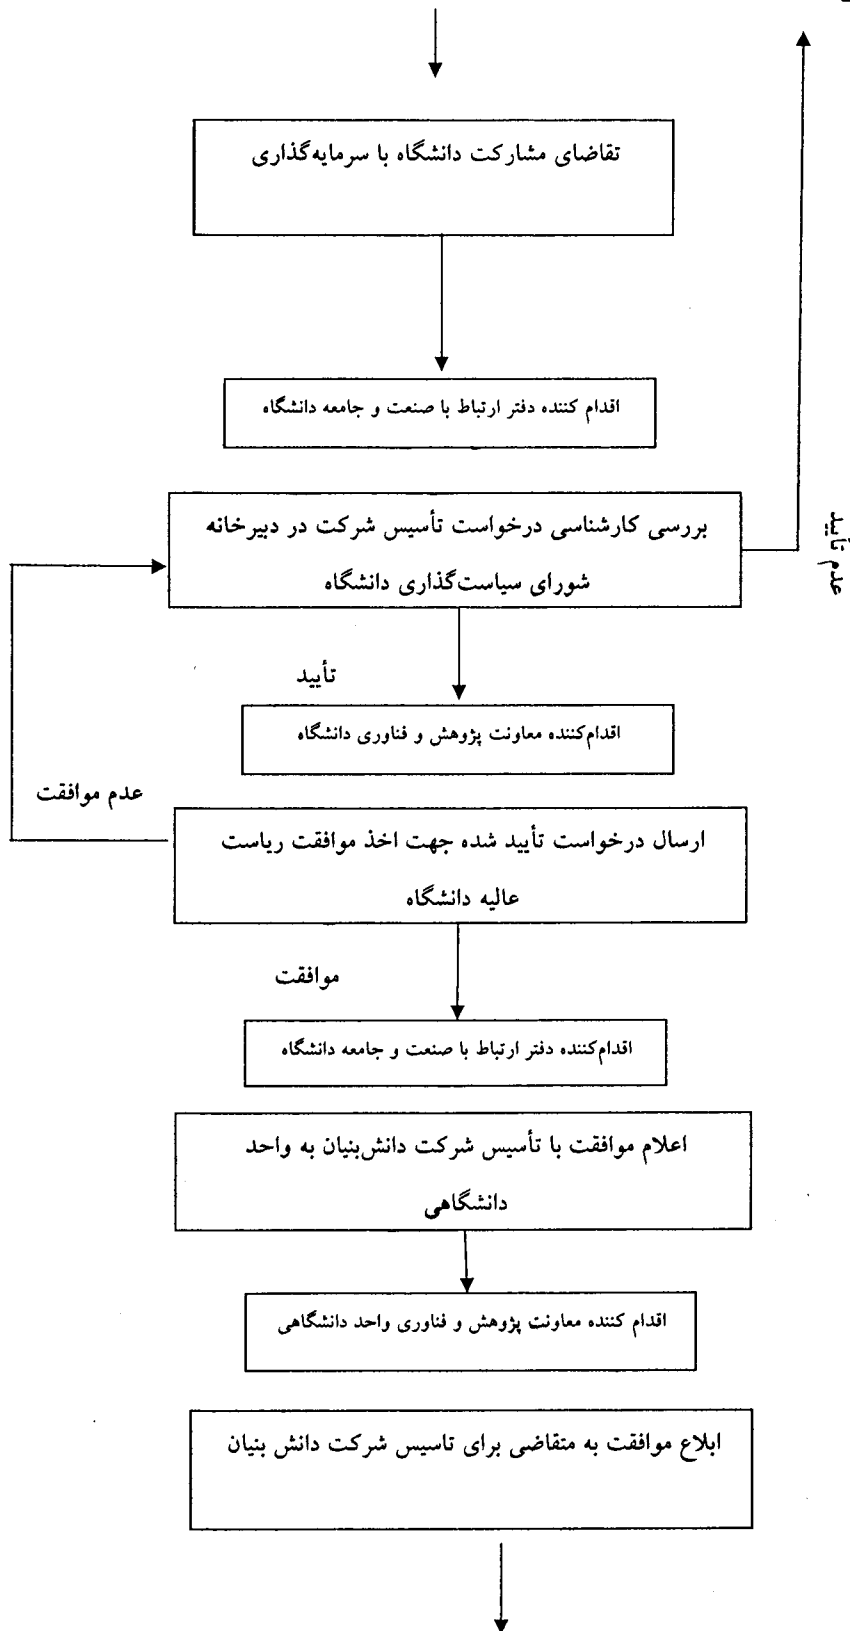 تقاضای مشارکت دانشگاه با سرمایه‌گذاری
اقدام کننده دفتر ارتباط با صنعت و جامعه دانشگاه
بررسی کارشناسی درخواست تأسیس شرکت در دبیرخانه
شورای سیاست‌گذاری دانشگاه
عدم تأیید
تأیید
اقدام‌کننده معاونت پژوهش و فناوری دانشگاه
عدم موافقت
ارسال درخواست تأیید شده جهت اخذ موافقت ریاست
عالیه دانشگاه
موافقت
اقدام‌کننده دفتر ارتباط با صنعت و جامعه دانشگاه
اعلام موافقت با تأسیس شرکت دانش‌بنیان به واحد
دانشگاهی
اقدام کننده معاونت پژوهش و فناوری واحد دانشگاهی
ابلاع موافقت به متقاضی برای تاسیس شرکت دانش بنیان